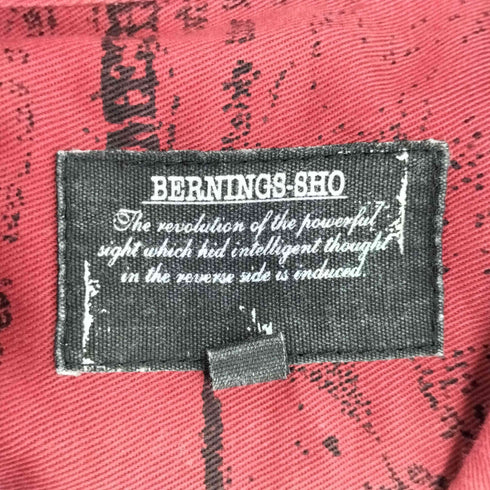 BERNINGS-SHO
The revolution of the powerful
sight which hid intelligent thought
in the reverse side is induced.